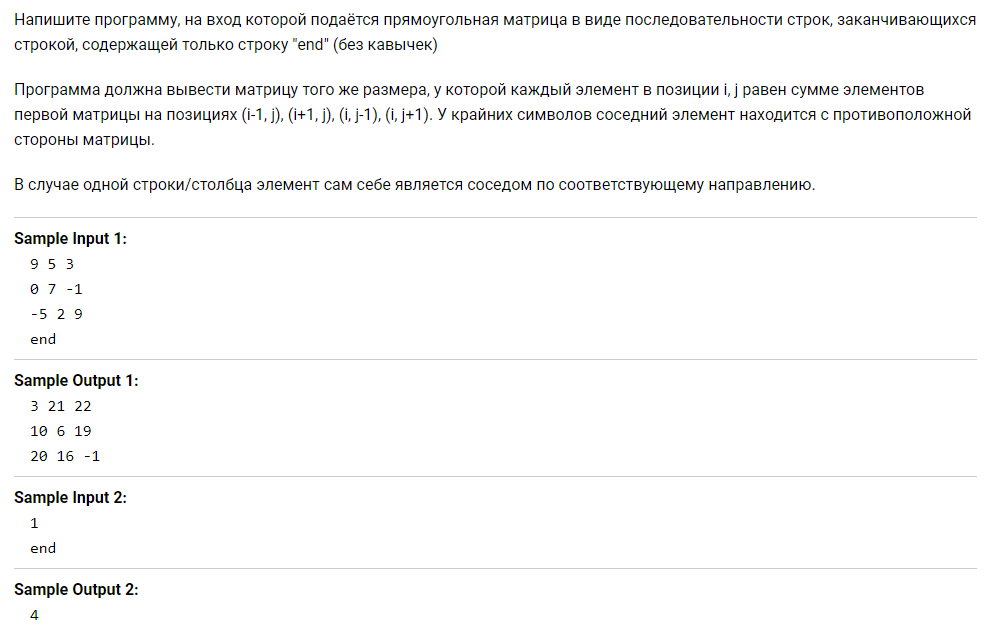 Напишите программу, на вход которой подаётся прямоугольная матрица в виде последовательности строк, заканчивающихся
строкой, содержащей только строку "end" (без кавычек)
Программа должна вывести матрицу того же размера, у которой каждый элемент в позиции i, j равен сумме элементов
первой матрицы на позициях (i-1, j), (i+1, j), (i, j-1), (i, j+1). У крайних символов соседний элемент находится с противоположной
стороны матрицы.
В случае одной строки/столбца элемент сам себе является соседом по соответствующему направлению.
Sample Input 1:
9 5 3
0 7 -1
-5 2 9
end
Sample Output 1:
3 21 22
10 6 19
20 16 -1
Sample Input 2:
1
end
Sample Output 2:
4